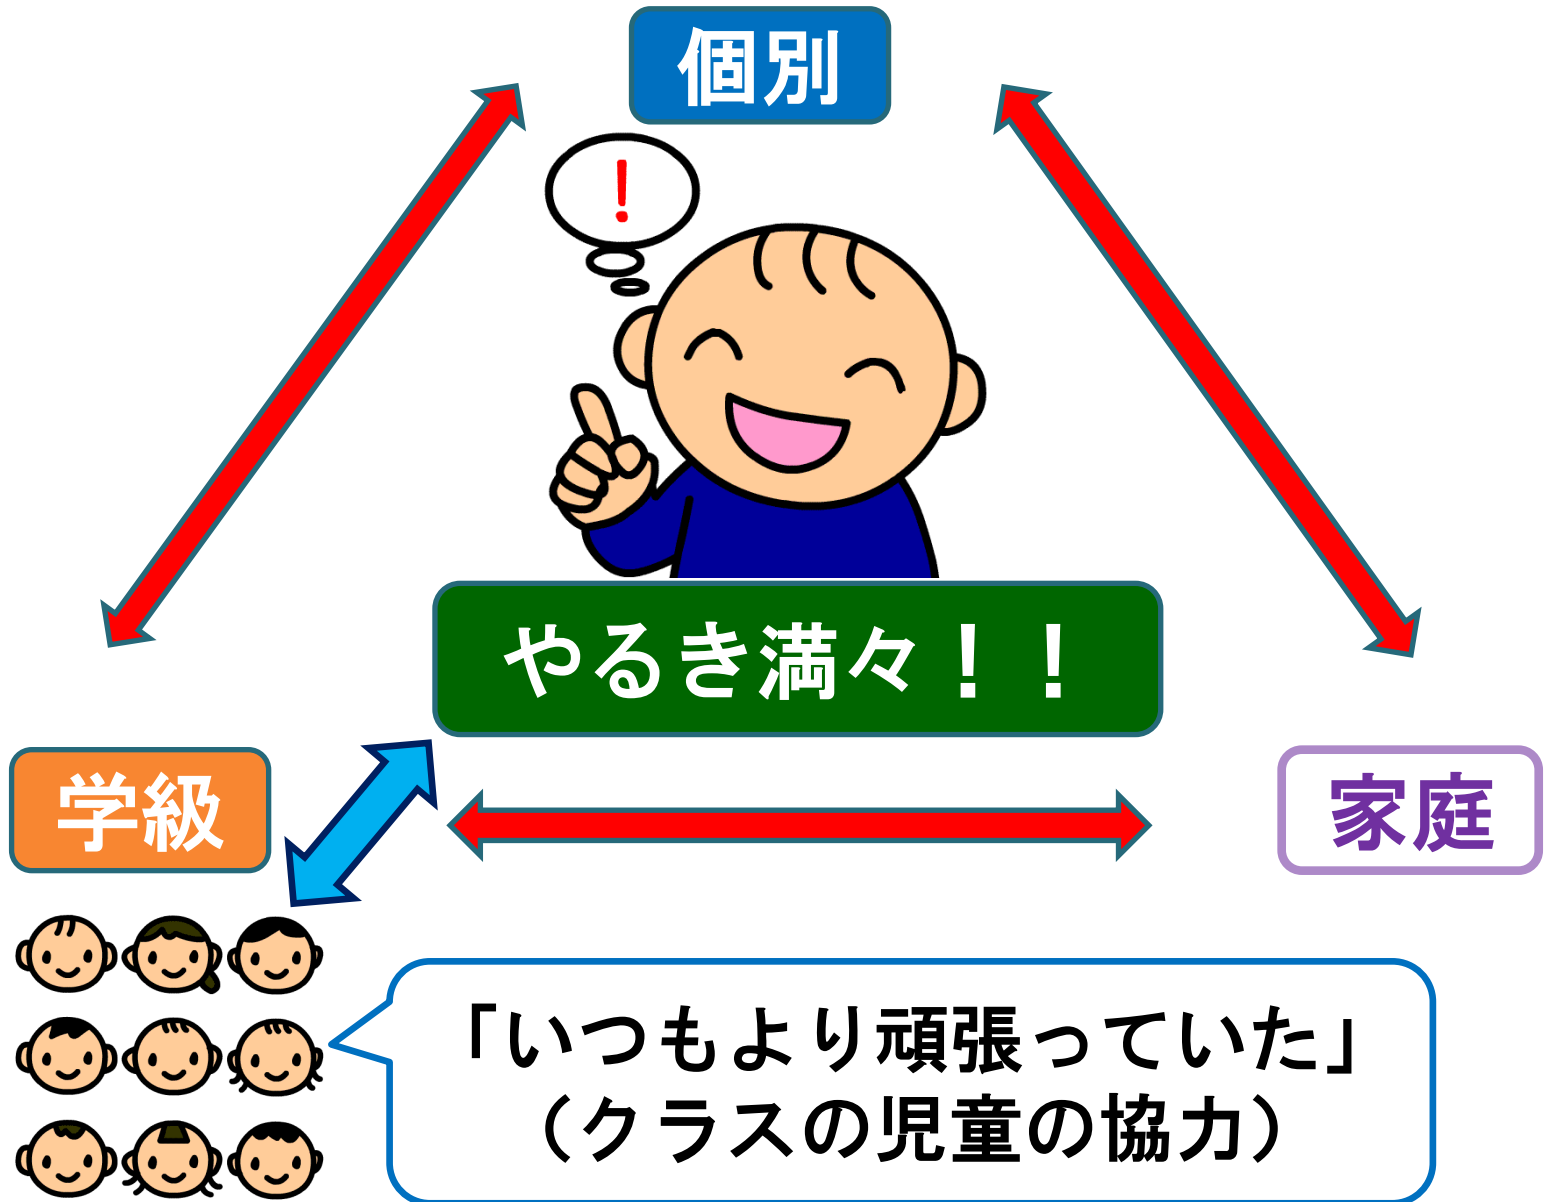 個別
！
やるき満々！！
学級
家庭
「いつもより頑張っていた」
（クラスの児童の協力）